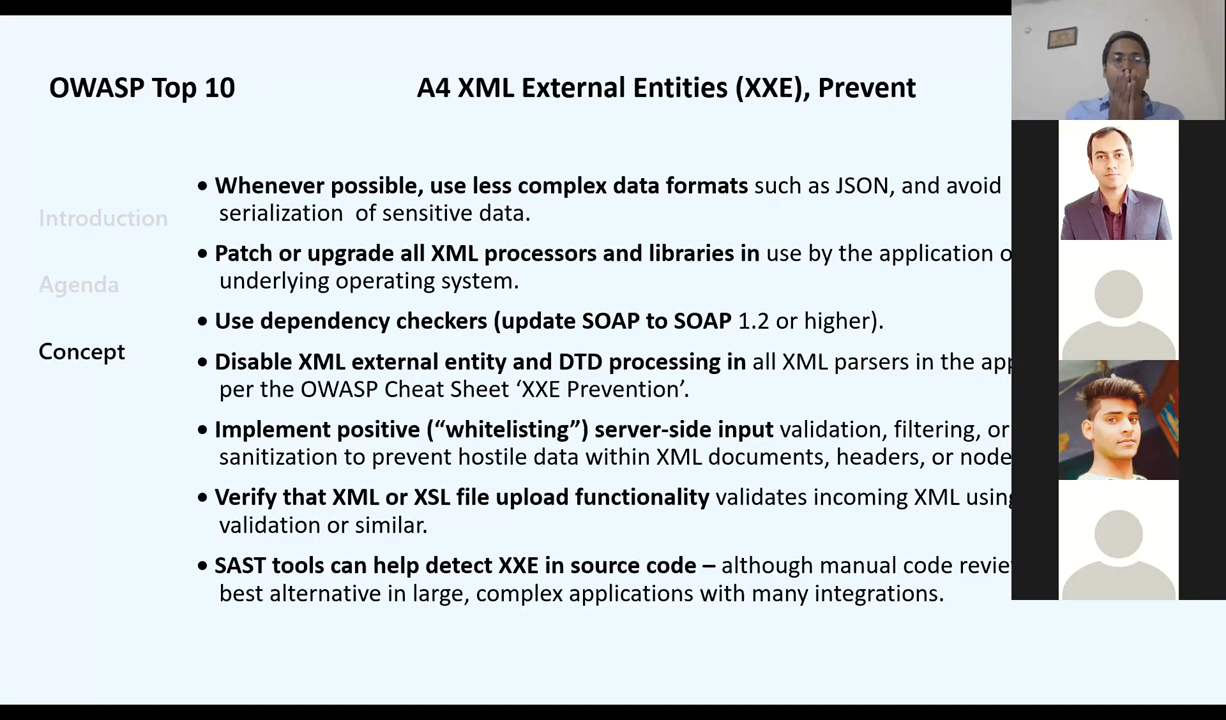 OWASP Top 10
A4 XML External Entities (XXE), Prevent
Introduction
Agenda
Concept
• Whenever possible, use less complex data formats such as JSON, and avoid
serialization of sensitive data.
• Patch or upgrade all XML processors and libraries in use by the application
underlying operating system.
• Use dependency checkers (update SOAP to SOAP 1.2 or higher).
• Disable XML external entity and DTD processing in all XML parsers in the
per the OWASP Cheat Sheet ‘XXE Prevention’.
• Implement positive (“whitelisting”) server-side input validation, filtering, or
sanitization to prevent hostile data within XML documents, headers, or
• Verify that XML or XSL file upload functionality validates incoming XML
validation or similar.
• SAST tools can help detect XXE in source code – although manual code
best alternative in large, complex applications with many integrations.